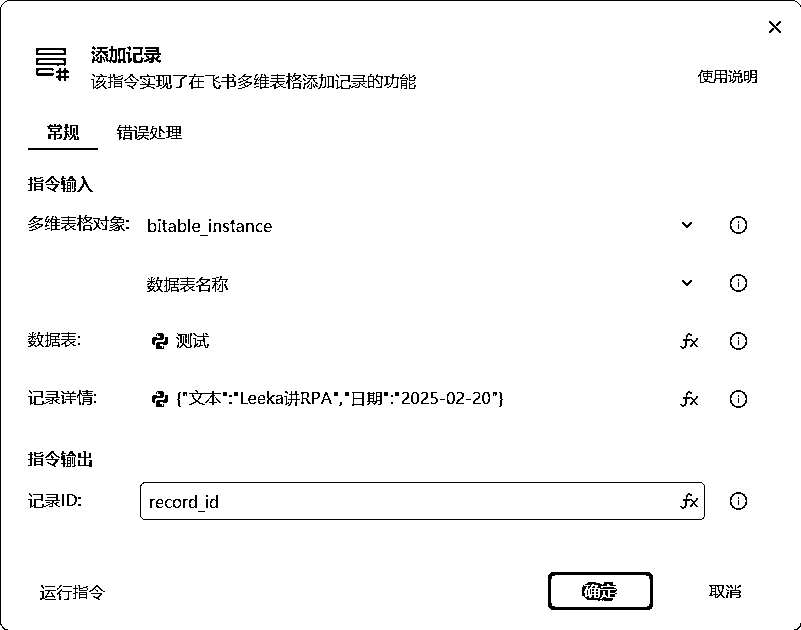 添加记录
该指令实现了在飞书多维表格添加记录的功能
使用说明
常规 错误处理
指令输入
多维表格对象: bitable_instance
数据表名称
数据表: 测试 fx
记录详情: {"文本":"Leeka讲RPA","日期":"2025-02-20"} fx
指令输出
记录ID: record_id fx
运行指令 确定 取消